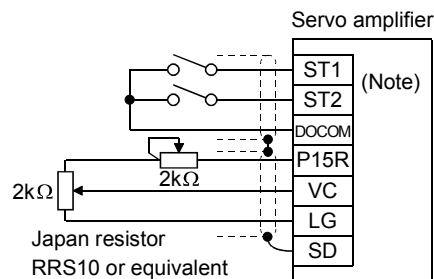 Servo amplifier
ST1
(Note)
ST2
DOCOM
P15R
2kΩ
2kΩ
VC
LG
Japan resistor
SD
RRS10 or equivalent